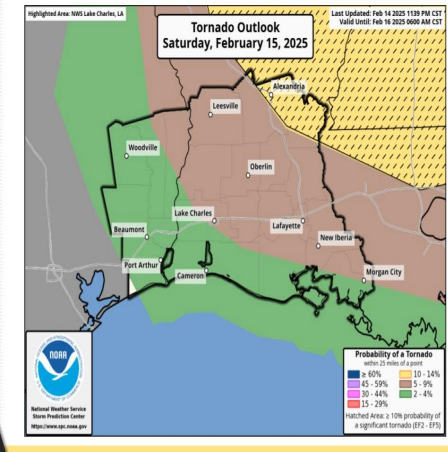 Highlighted Area: NWS Lake Charles, LA
Tornado Outlook
Saturday, February 15, 2025
Last Updated: Feb 14 2025 1139 PM CST
Valid Until: Feb 16 2025 0600 AM CST
Alexandria
Leesville
Woodville
Oberlin
Lake Charles
Beaumont
Lafayette
New Iberia
Port Arthur
Cameron
Morgan City
NOAA
National Weather Service
Storm Prediction Center
https://www.spc.noaa.gov
Probability of a Tornado
within 25 miles of a point
≥ 60%
45 - 59%
30 - 44%
15 - 29%
10 - 14%
5 - 9%
2 - 4%
Hatched Area: ≥ 10% probability of
a significant tornado (EF2 - EF5)